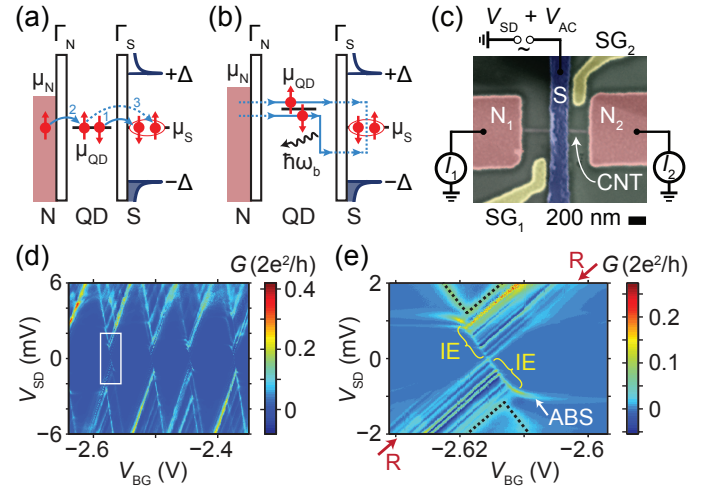 (a)
Γ_N
Γ_S
μ_N
+Δ
2
1
3
μ_QD
μ_S
−Δ
N
QD
S
(b)
Γ_N
Γ_S
μ_N
μ_QD
+Δ
μ_S
ħω_b
−Δ
N
QD
S
(c)
V_SD + V_AC
~
SG_2
S
N_1
N_2
I_1
I_2
CNT
SG_1
200 nm
(d)
G (2e²/h)
6
3
0
-3
-6
V_SD (mV)
-2.6
-2.4
V_BG (V)
0.4
0.2
0
(e)
R
G (2e²/h)
2
1
0
-1
-2
V_SD (mV)
IE
IE
ABS
R
-2.62
-2.6
V_BG (V)
0.2
0.1
0